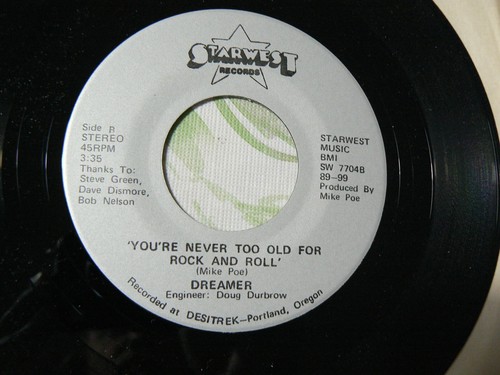 STARWEST
RECORDS
Side B
STEREO
45RPM
3:35
Thanks To:
Steve Green,
Dave Dismore,
Bob Nelson
STARWEST
MUSIC
BMI
SW 7704B
89-99
Produced By
Mike Poe
'YOU'RE NEVER TOO OLD FOR
ROCK AND ROLL'
(Mike Poe)
DREAMER
Engineer: Doug Durbrow
Recorded at DESITREK—Portland, Oregon